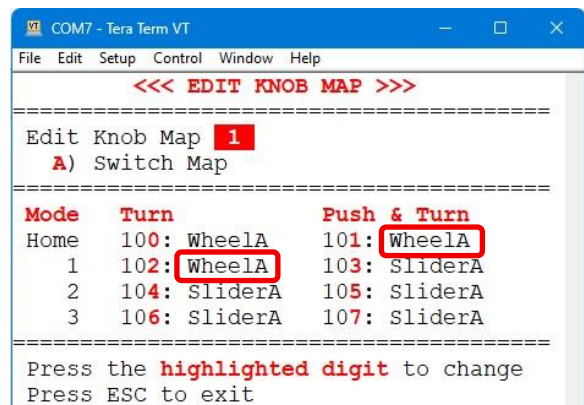 COM7 - Tera Term VT
File Edit Setup Control Window Help
<<< EDIT KNOB MAP >>>
======================================
Edit Knob Map 1
A) Switch Map
======================================
Mode Turn Push & Turn
Home 100: WheelA 101: WheelA
1 102: WheelA 103: SliderA
2 104: SliderA 105: SliderA
3 106: SliderA 107: SliderA
======================================
Press the highlighted digit to change
Press ESC to exit